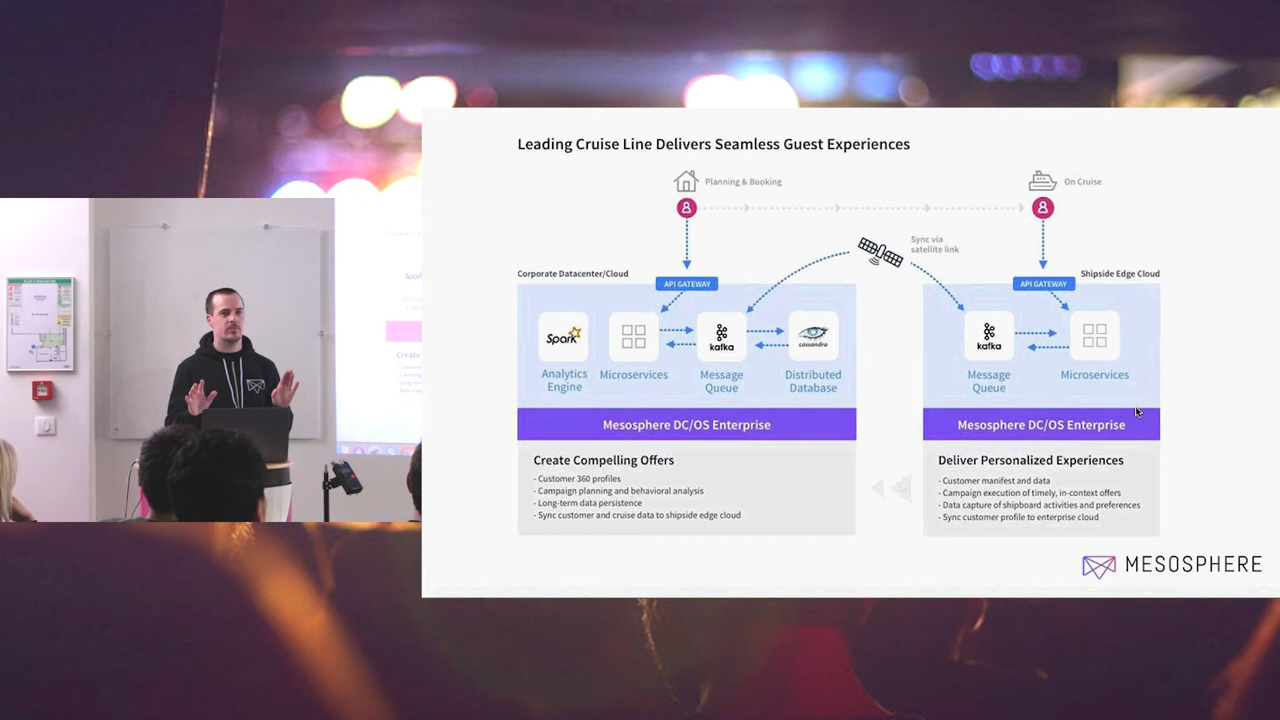 Leading Cruise Line Delivers Seamless Guest Experiences
Planning & Booking
On Cruise
Sync via
satellite link
Corporate Datacenter/Cloud
API GATEWAY
API GATEWAY
Shipside Edge Cloud
Spark
kafka
cassandra
kafka
Analytics
Engine
Microservices
Message
Queue
Distributed
Database
Message
Queue
Microservices
Mesosphere DC/OS Enterprise
Mesosphere DC/OS Enterprise
Create Compelling Offers
- Customer 360 profiles
- Campaign planning and behavioral analysis
- Long-term data persistence
- Sync customer and cruise data to shipside edge cloud
Deliver Personalized Experiences
- Customer manifest and data
- Campaign execution of timely, in-context offers
- Data capture of shipboard activities and preferences
- Sync customer profile to enterprise cloud
MESOSPHERE